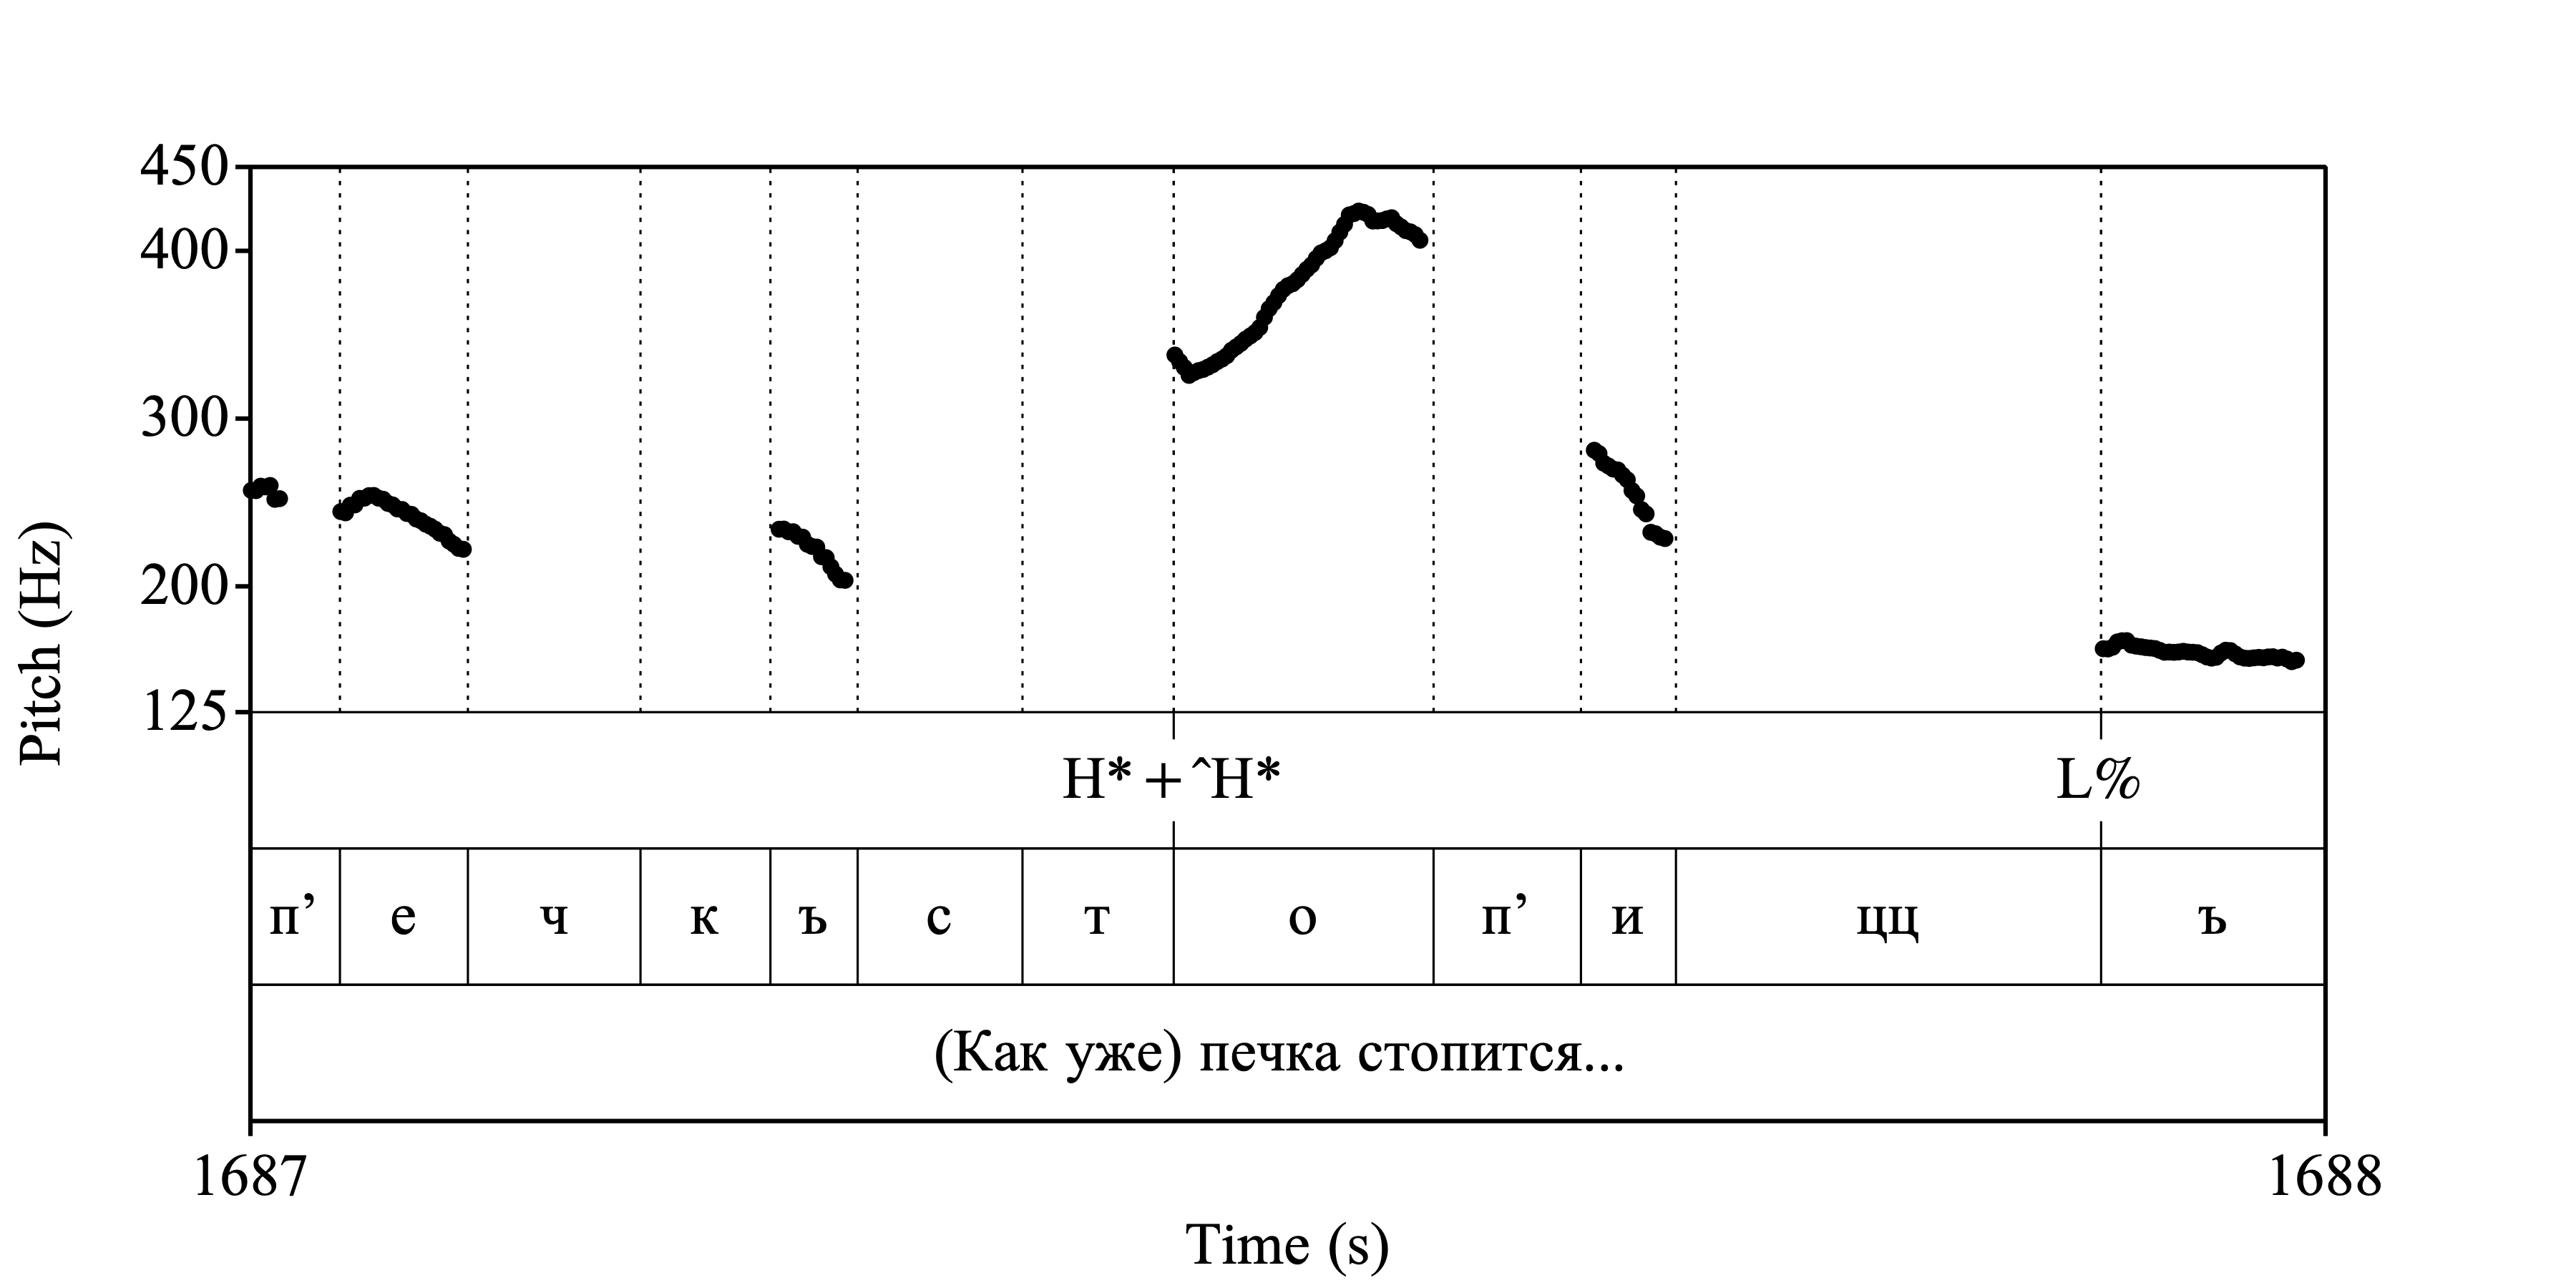 450
400
300
200
125
Pitch (Hz)
H* + ˆH* L%
п’ е ч к ъ с т о п’ и цц ъ
(Как уже) печка стопится...
1687 1688
Time (s)